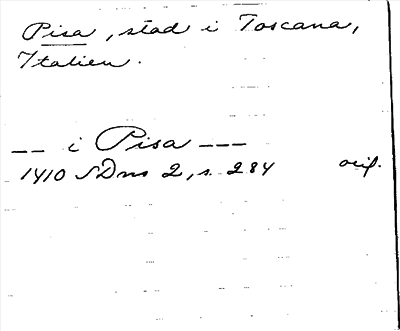 Pisa, stad i Toscana,
Italien.
-- i Pisa ---
1410 SDns 2, s. 284 orig.